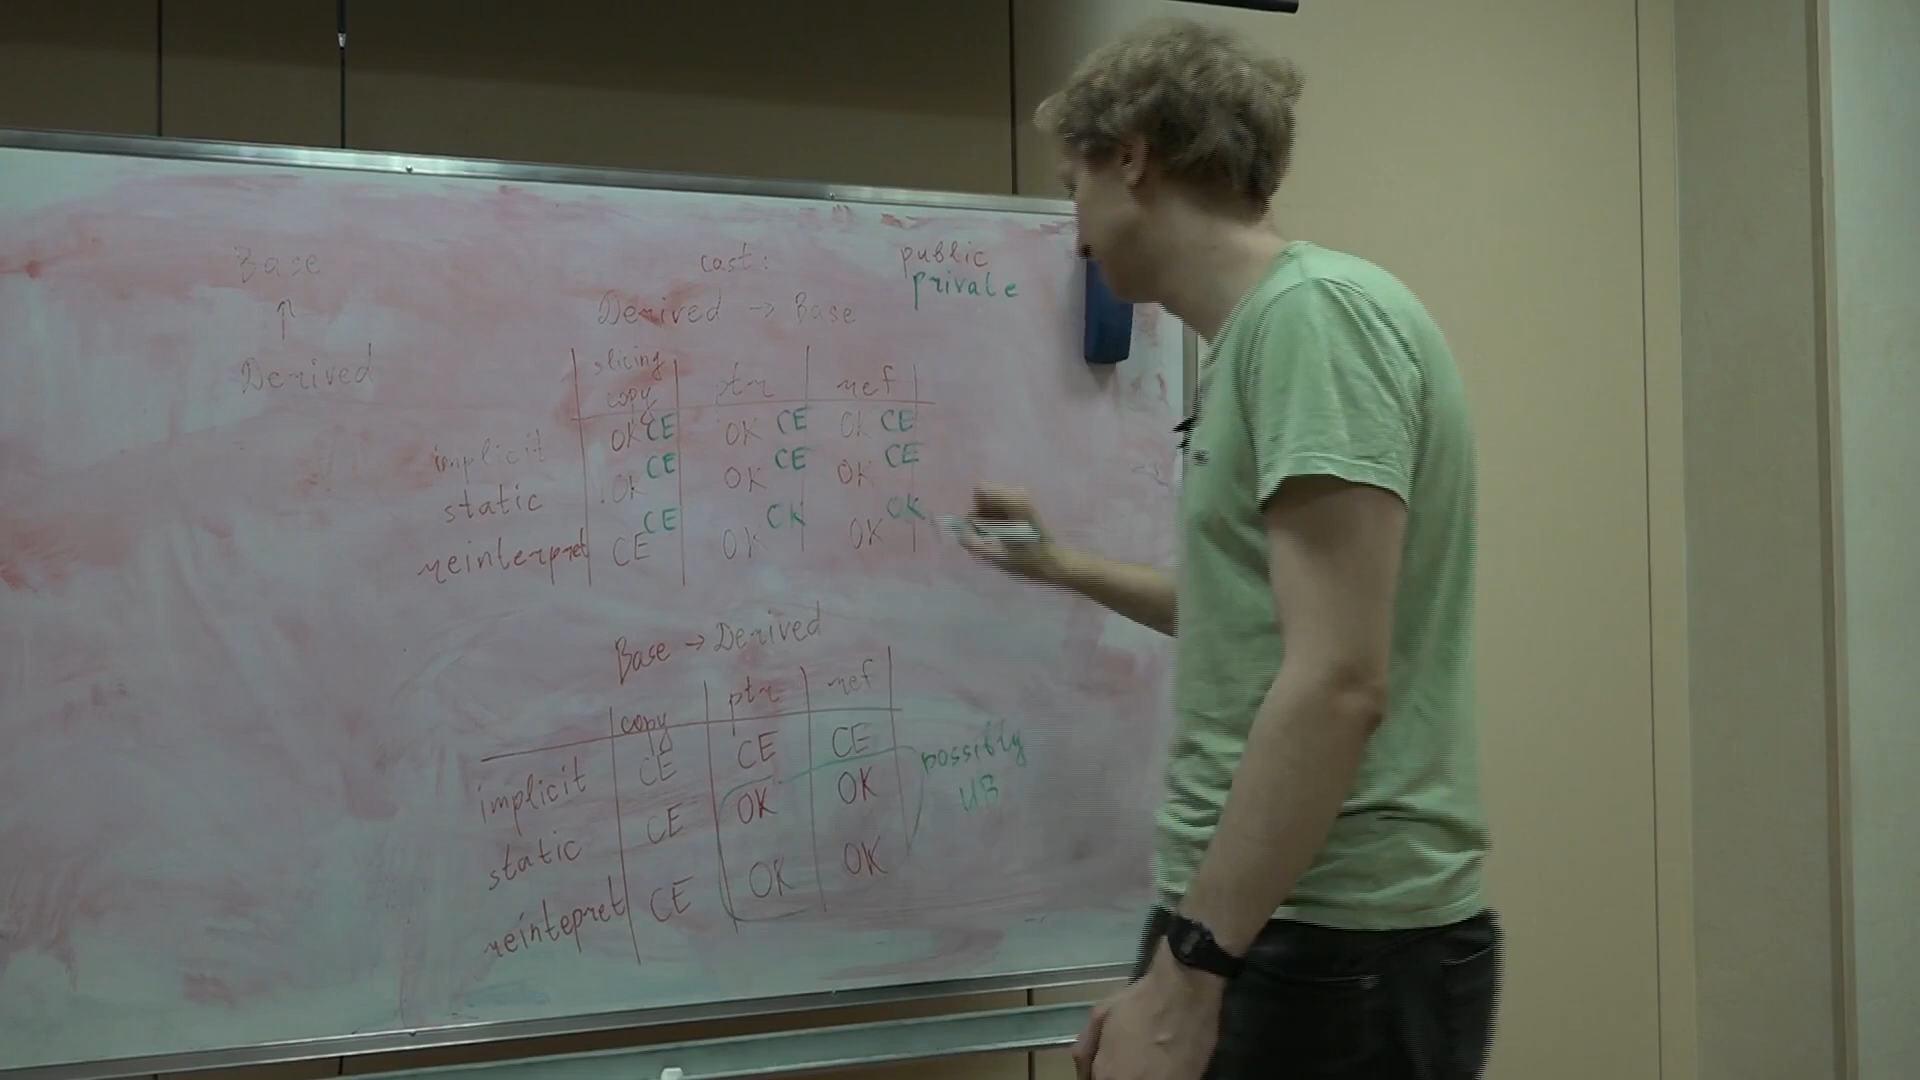 Base
↑
Derived
cast:
public
private
Derived → Base
slicing copy | ptr | ref
implicit OK CE | OK CE | OK CE
static OK CE | OK CE | OK CE
reinterpret CE CE | OK OK | OK OK
Base → Derived
copy | ptr | ref
implicit CE | CE | CE
static CE | OK | OK
reintepret CE | OK | OK
possibly
UB